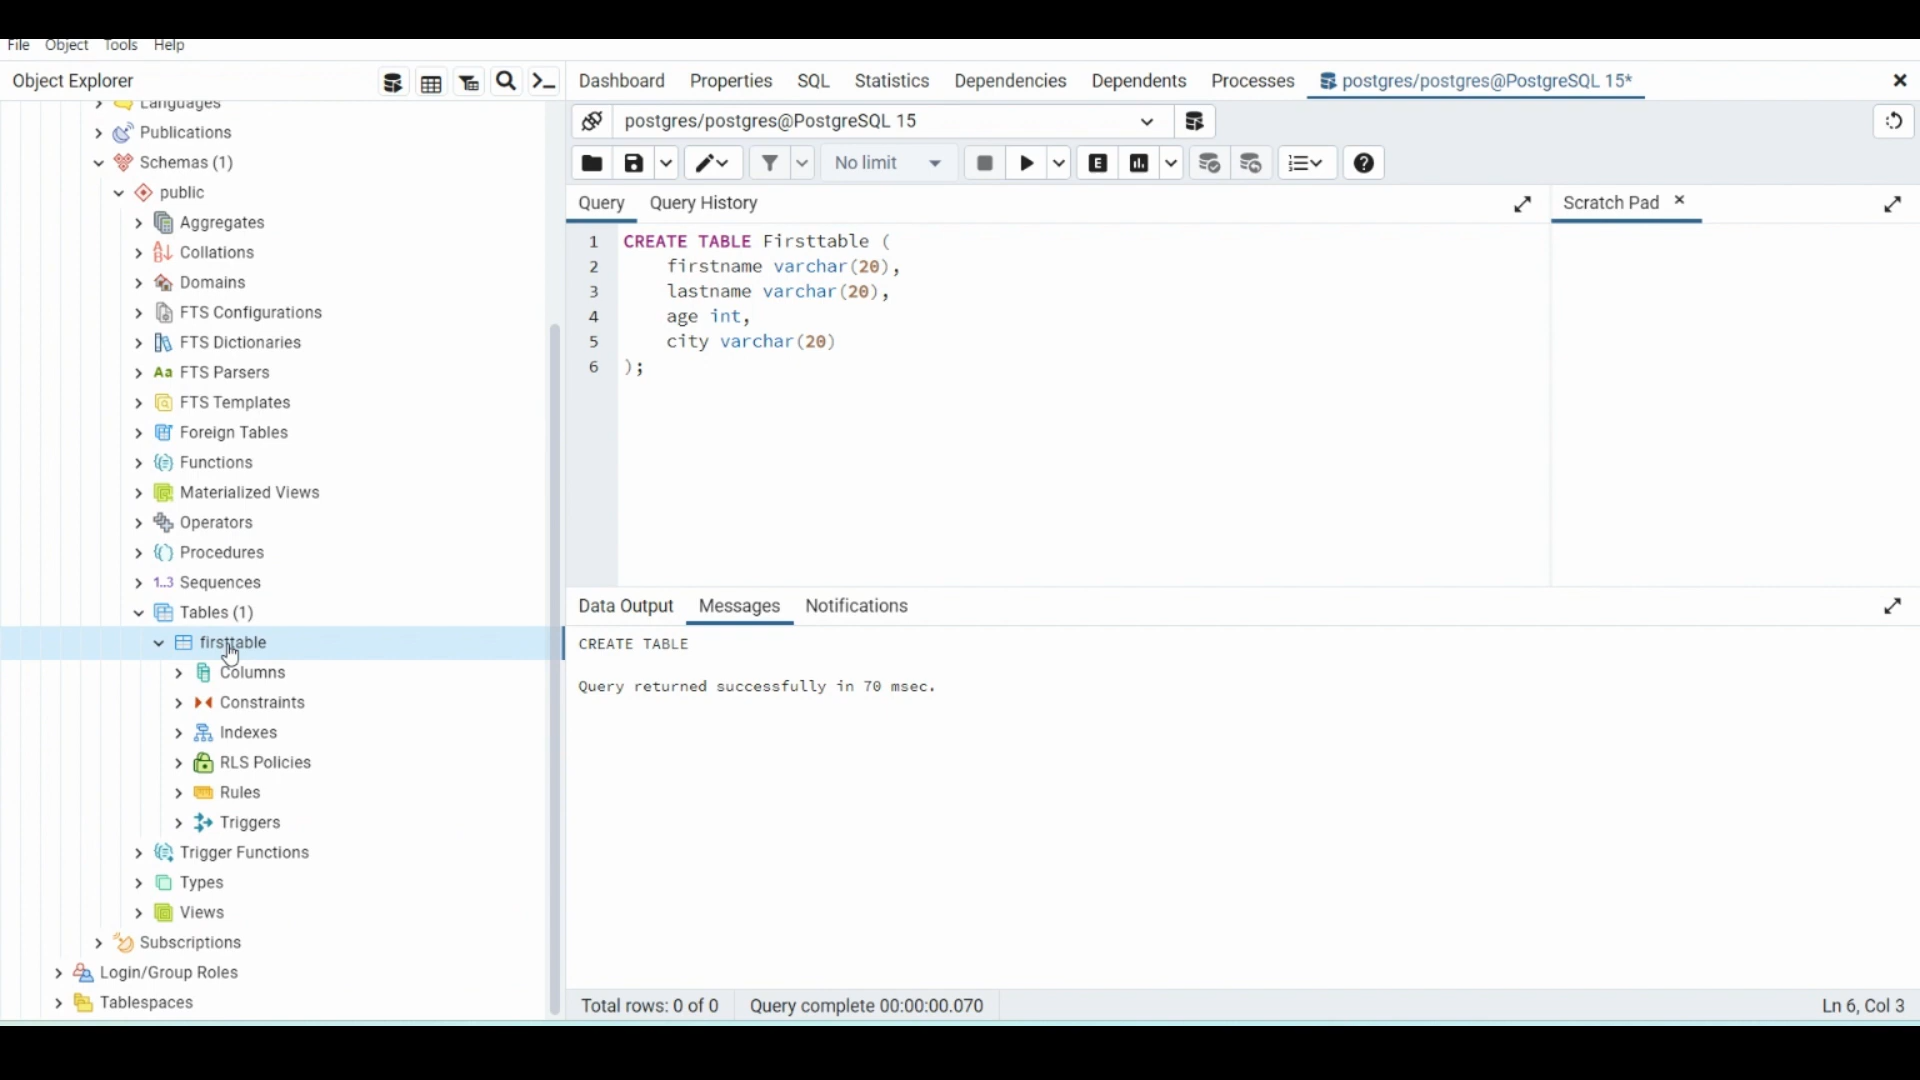 File Object Tools Help
Object Explorer
Dashboard Properties SQL Statistics Dependencies Dependents Processes postgres/postgres@PostgreSQL 15*
Languages
Publications
Schemas (1)
public
Aggregates
Collations
Domains
FTS Configurations
FTS Dictionaries
Aa FTS Parsers
FTS Templates
Foreign Tables
Functions
Materialized Views
Operators
Procedures
1..3 Sequences
Tables (1)
firsttable
Columns
Constraints
Indexes
RLS Policies
Rules
Triggers
Trigger Functions
Types
Views
Subscriptions
Login/Group Roles
Tablespaces
postgres/postgres@PostgreSQL 15
No limit
E
Query Query History
Scratch Pad
1 CREATE TABLE Firsttable (
2 firstname varchar(20),
3 lastname varchar(20),
4 age int,
5 city varchar(20)
6 );
Data Output Messages Notifications
CREATE TABLE
Query returned successfully in 70 msec.
Total rows: 0 of 0 Query complete 00:00:00.070 Ln 6, Col 3